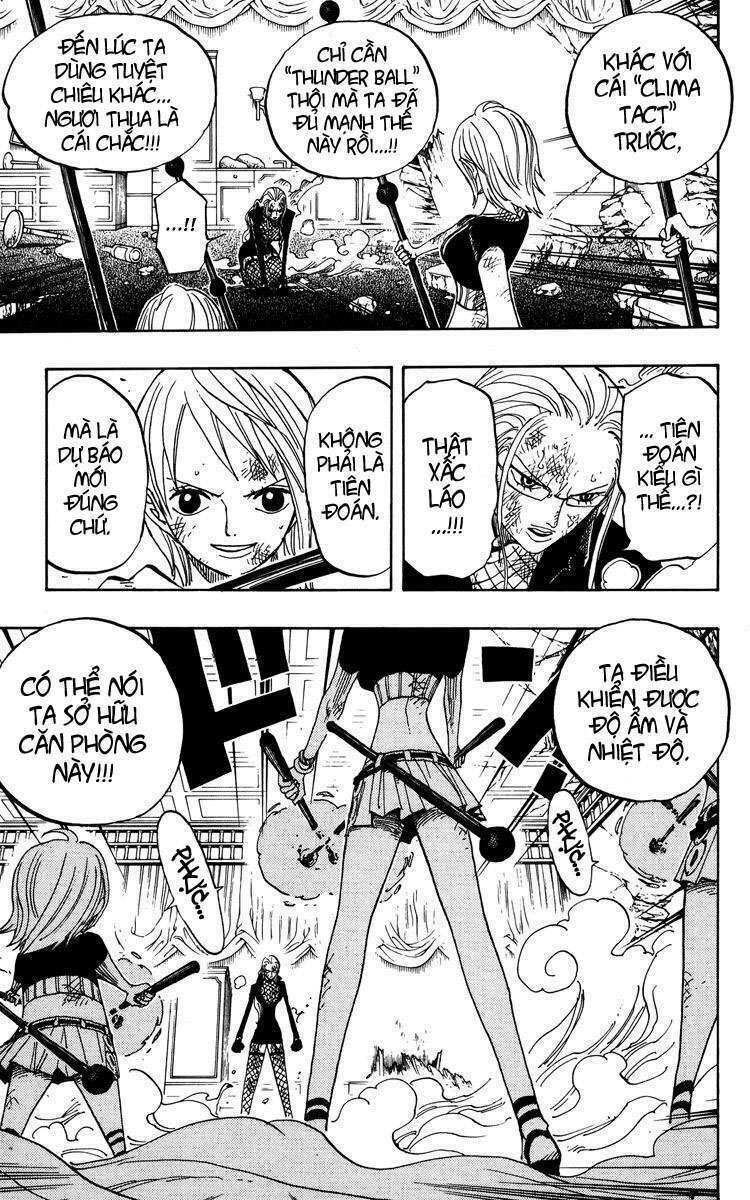 KHÁC VỚI
CÁI "CLIMA
TACT"
TRƯỚC,
CHỈ CẦN
"THUNDER BALL"
THÔI MÀ TA ĐÃ
ĐỦ MẠNH THẾ
NÀY RỒI...!!
ĐẾN LÚC TA
DÙNG TUYỆT
CHIÊU KHÁC...
NGƯƠI THUA LÀ
CÁI CHẮC!!!
...!!
... TIÊN
ĐOÁN
KIỂU GÌ
THẾ...?!
THẬT
XẤC
LÁO
...!!!
KHÔNG
PHẢI LÀ
TIÊN
ĐOÁN,
MÀ LÀ
DỰ BÁO
MỚI
ĐÚNG
CHỨ.
TA ĐIỀU
KHIỂN ĐƯỢC
ĐỘ ẨM VÀ
NHIỆT ĐỘ.
CÓ THỂ NÓI
TA SỞ HỮU
CĂN PHÒNG
NÀY!!!